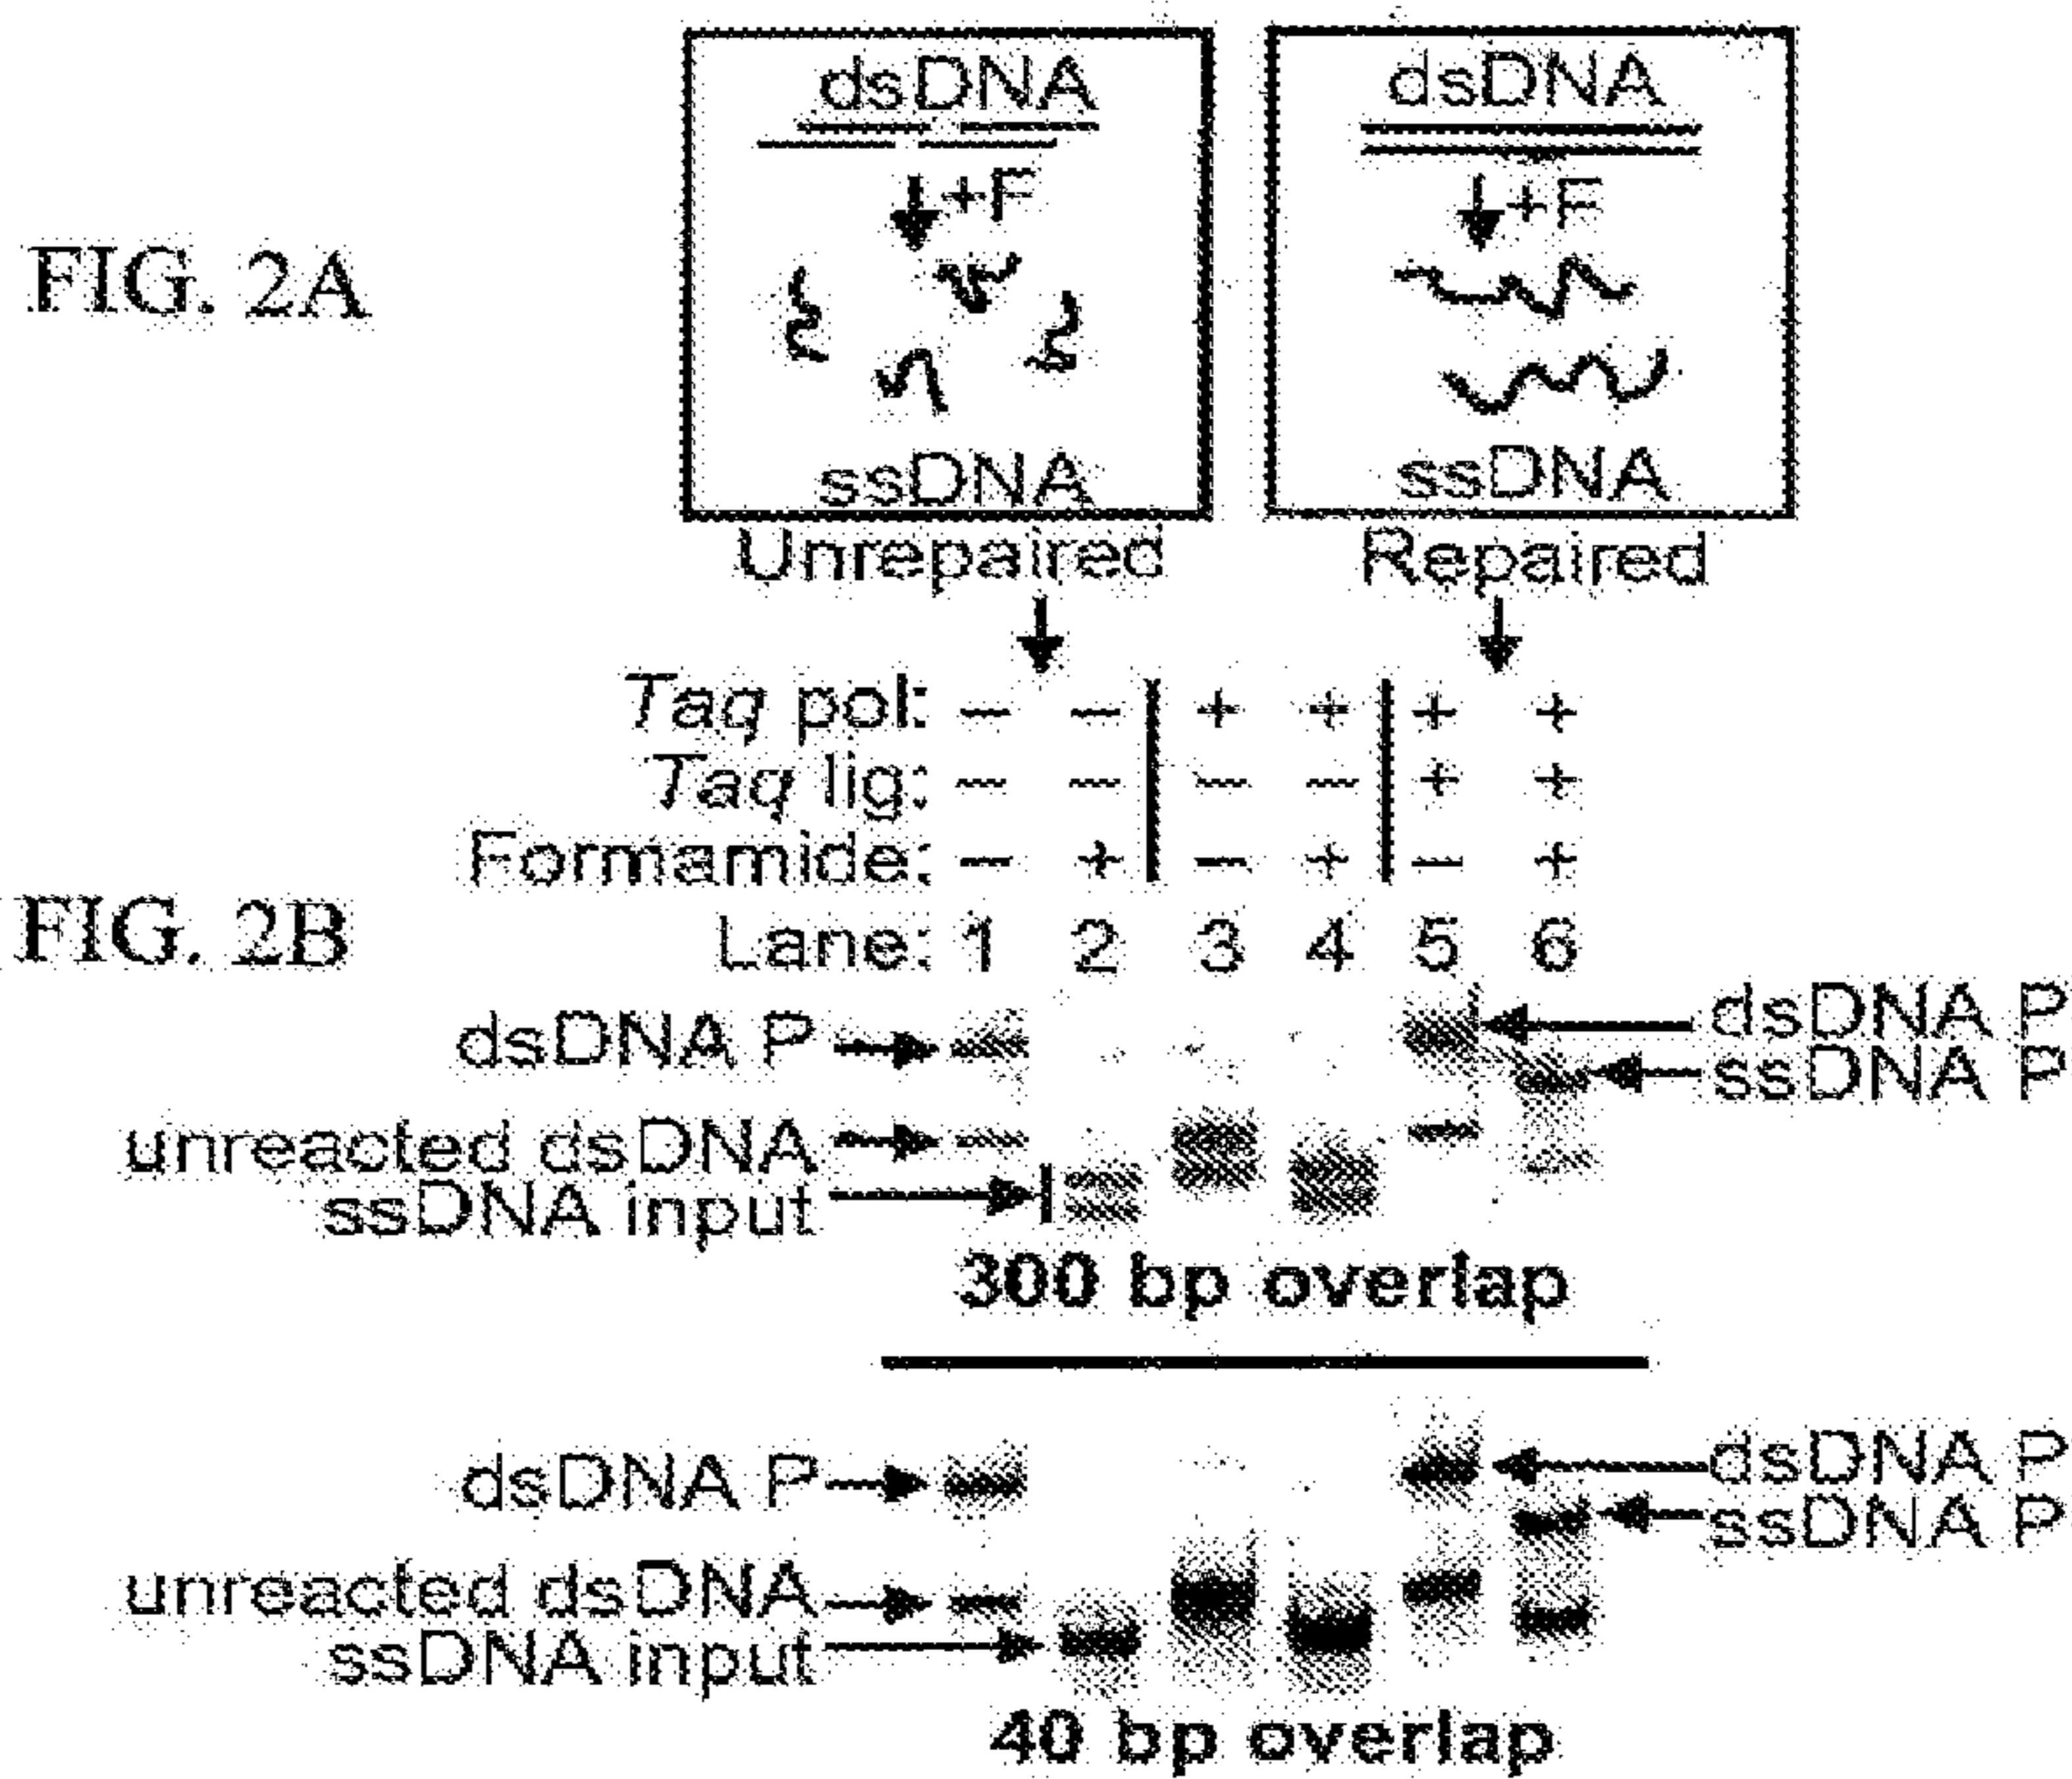 dsDNA
dsDNA
+F
+F
FIG. 2A
ssDNA
ssDNA
Unrepaired
Repaired
Taq pol: – – + + + +
Taq lig: – – – – + +
Formamide: – + – + – +
FIG. 2B
Lane: 1 2 3 4 5 6
dsDNA P
dsDNA P
ssDNA P
unreacted dsDNA
ssDNA input
300 bp overlap
dsDNA P
dsDNA P
ssDNA P
unreacted dsDNA
ssDNA input
40 bp overlap